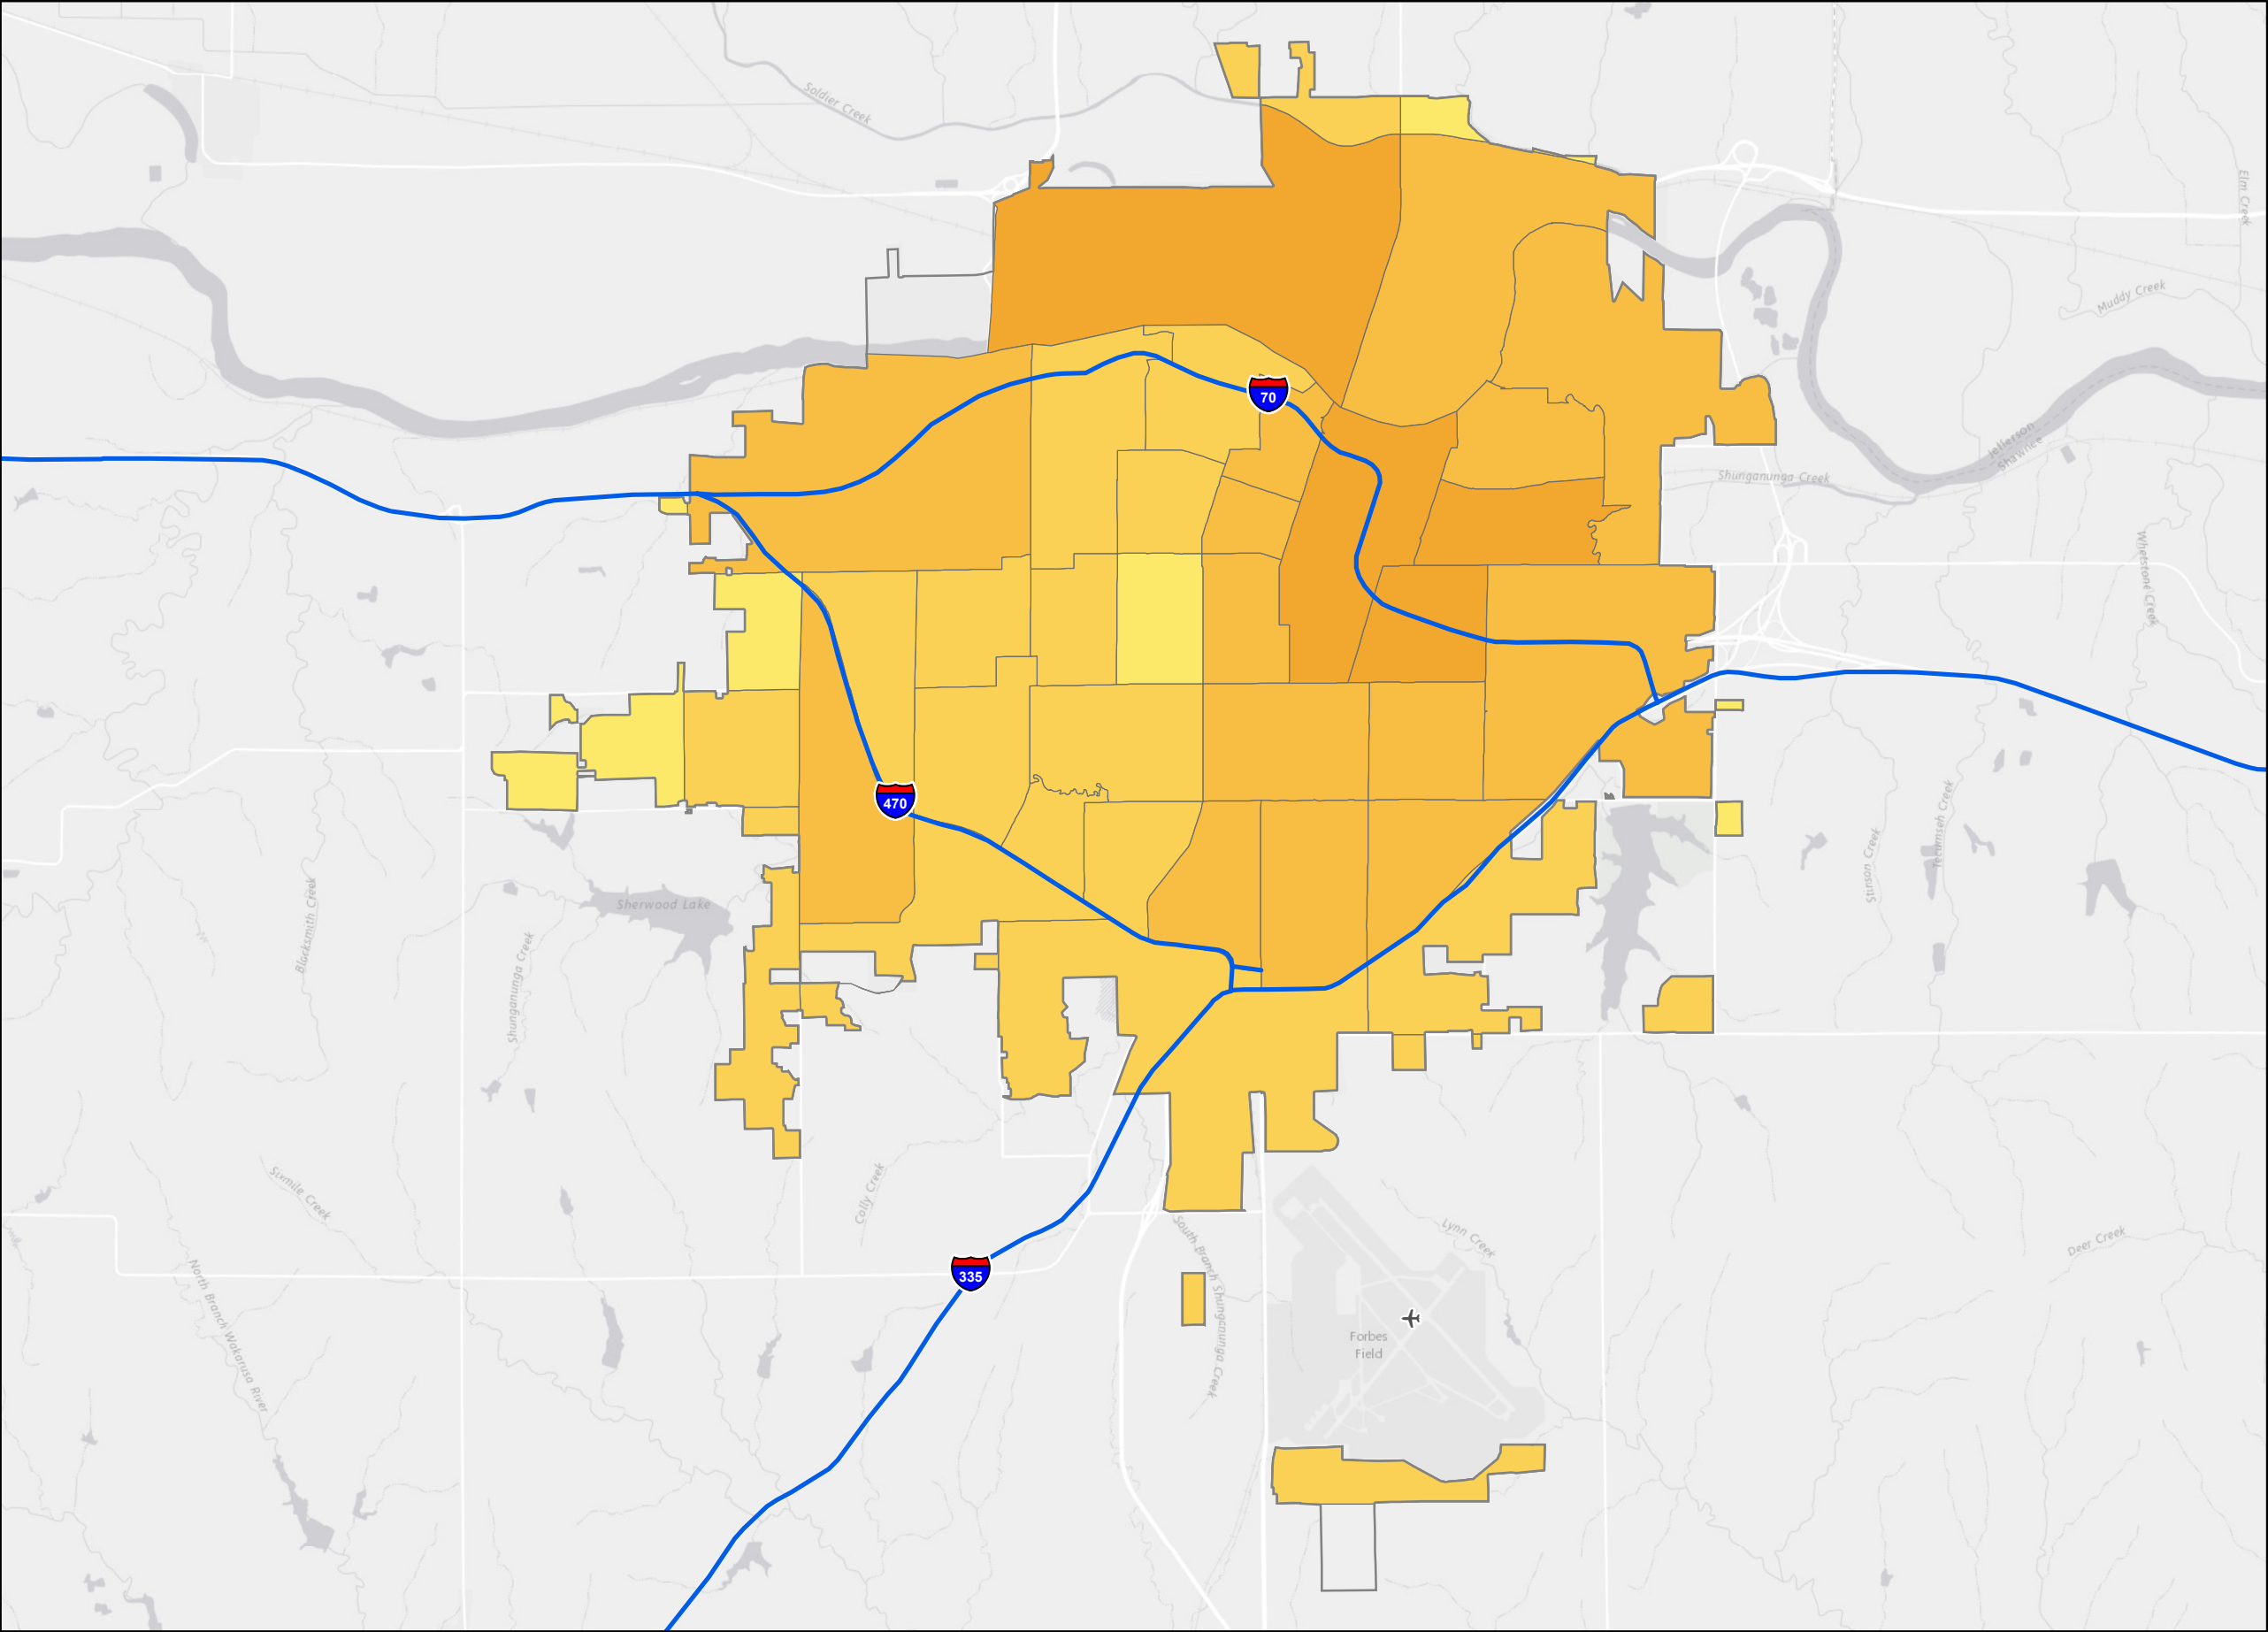 Soldier Creek
Elm Creek
Muddy Creek
70
Jefferson
Shawnee
Shunganunga Creek
Whetstone Creek
470
Tecumseh Creek
Stinson Creek
Sherwood Lake
Blacksmith Creek
Shunganunga Creek
Sixmile Creek
Colly Creek
South Branch Shunganunga Creek
Lynn Creek
Deer Creek
335
North Branch Wakarusa River
Forbes
Field